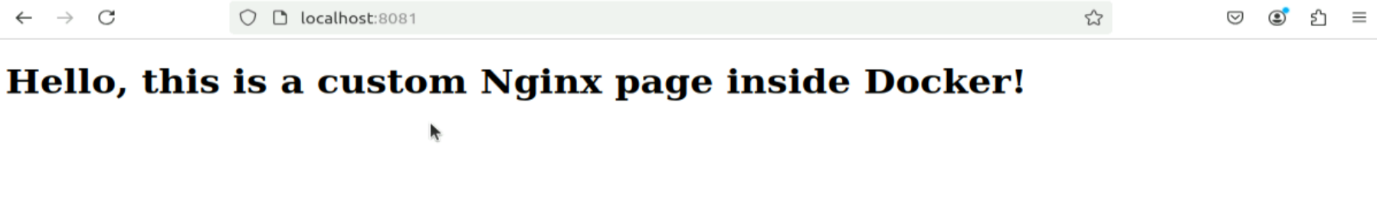 localhost:8081
Hello, this is a custom Nginx page inside Docker!